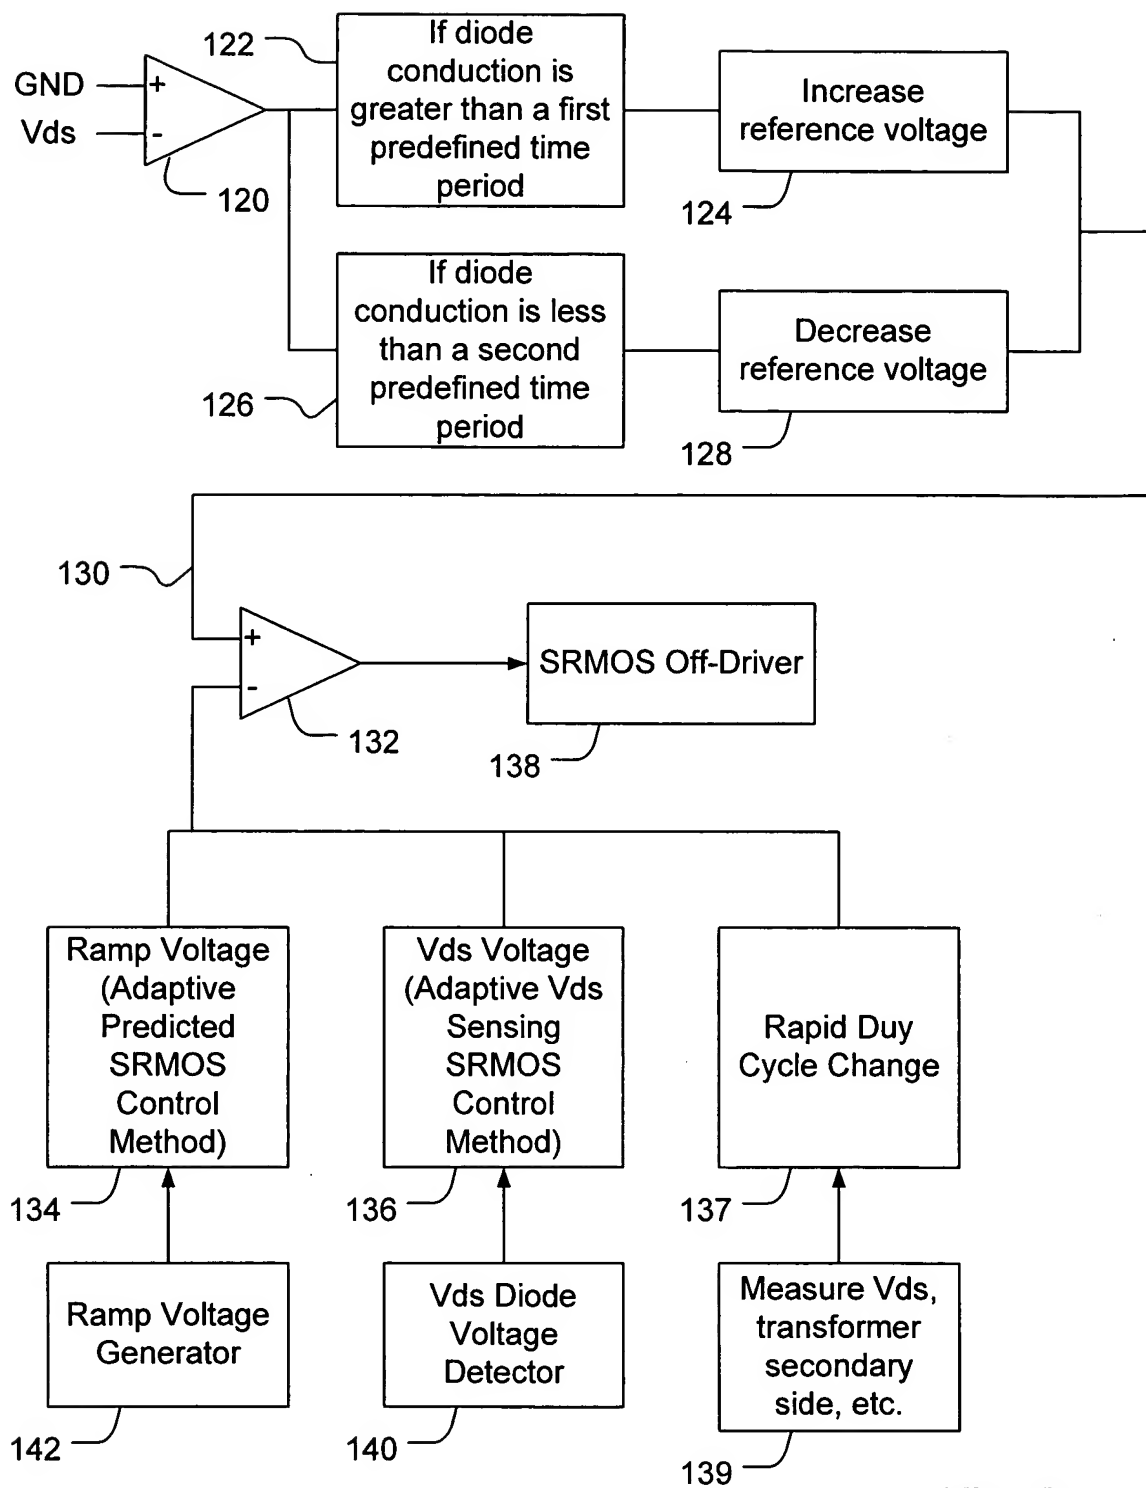 If diode
conduction is
greater than a first
predefined time
period
122
GND
+
Vds
-
120
Increase
reference voltage
124
If diode
conduction is less
than a second
predefined time
period
126
Decrease
reference voltage
128
130
+
-
132
SRMOS Off-Driver
138
Ramp Voltage
(Adaptive
Predicted
SRMOS
Control
Method)
134
Vds Voltage
(Adaptive Vds
Sensing
SRMOS
Control
Method)
136
Rapid Duy
Cycle Change
137
Ramp Voltage
Generator
142
Vds Diode
Voltage
Detector
140
Measure Vds,
transformer
secondary
side, etc.
139